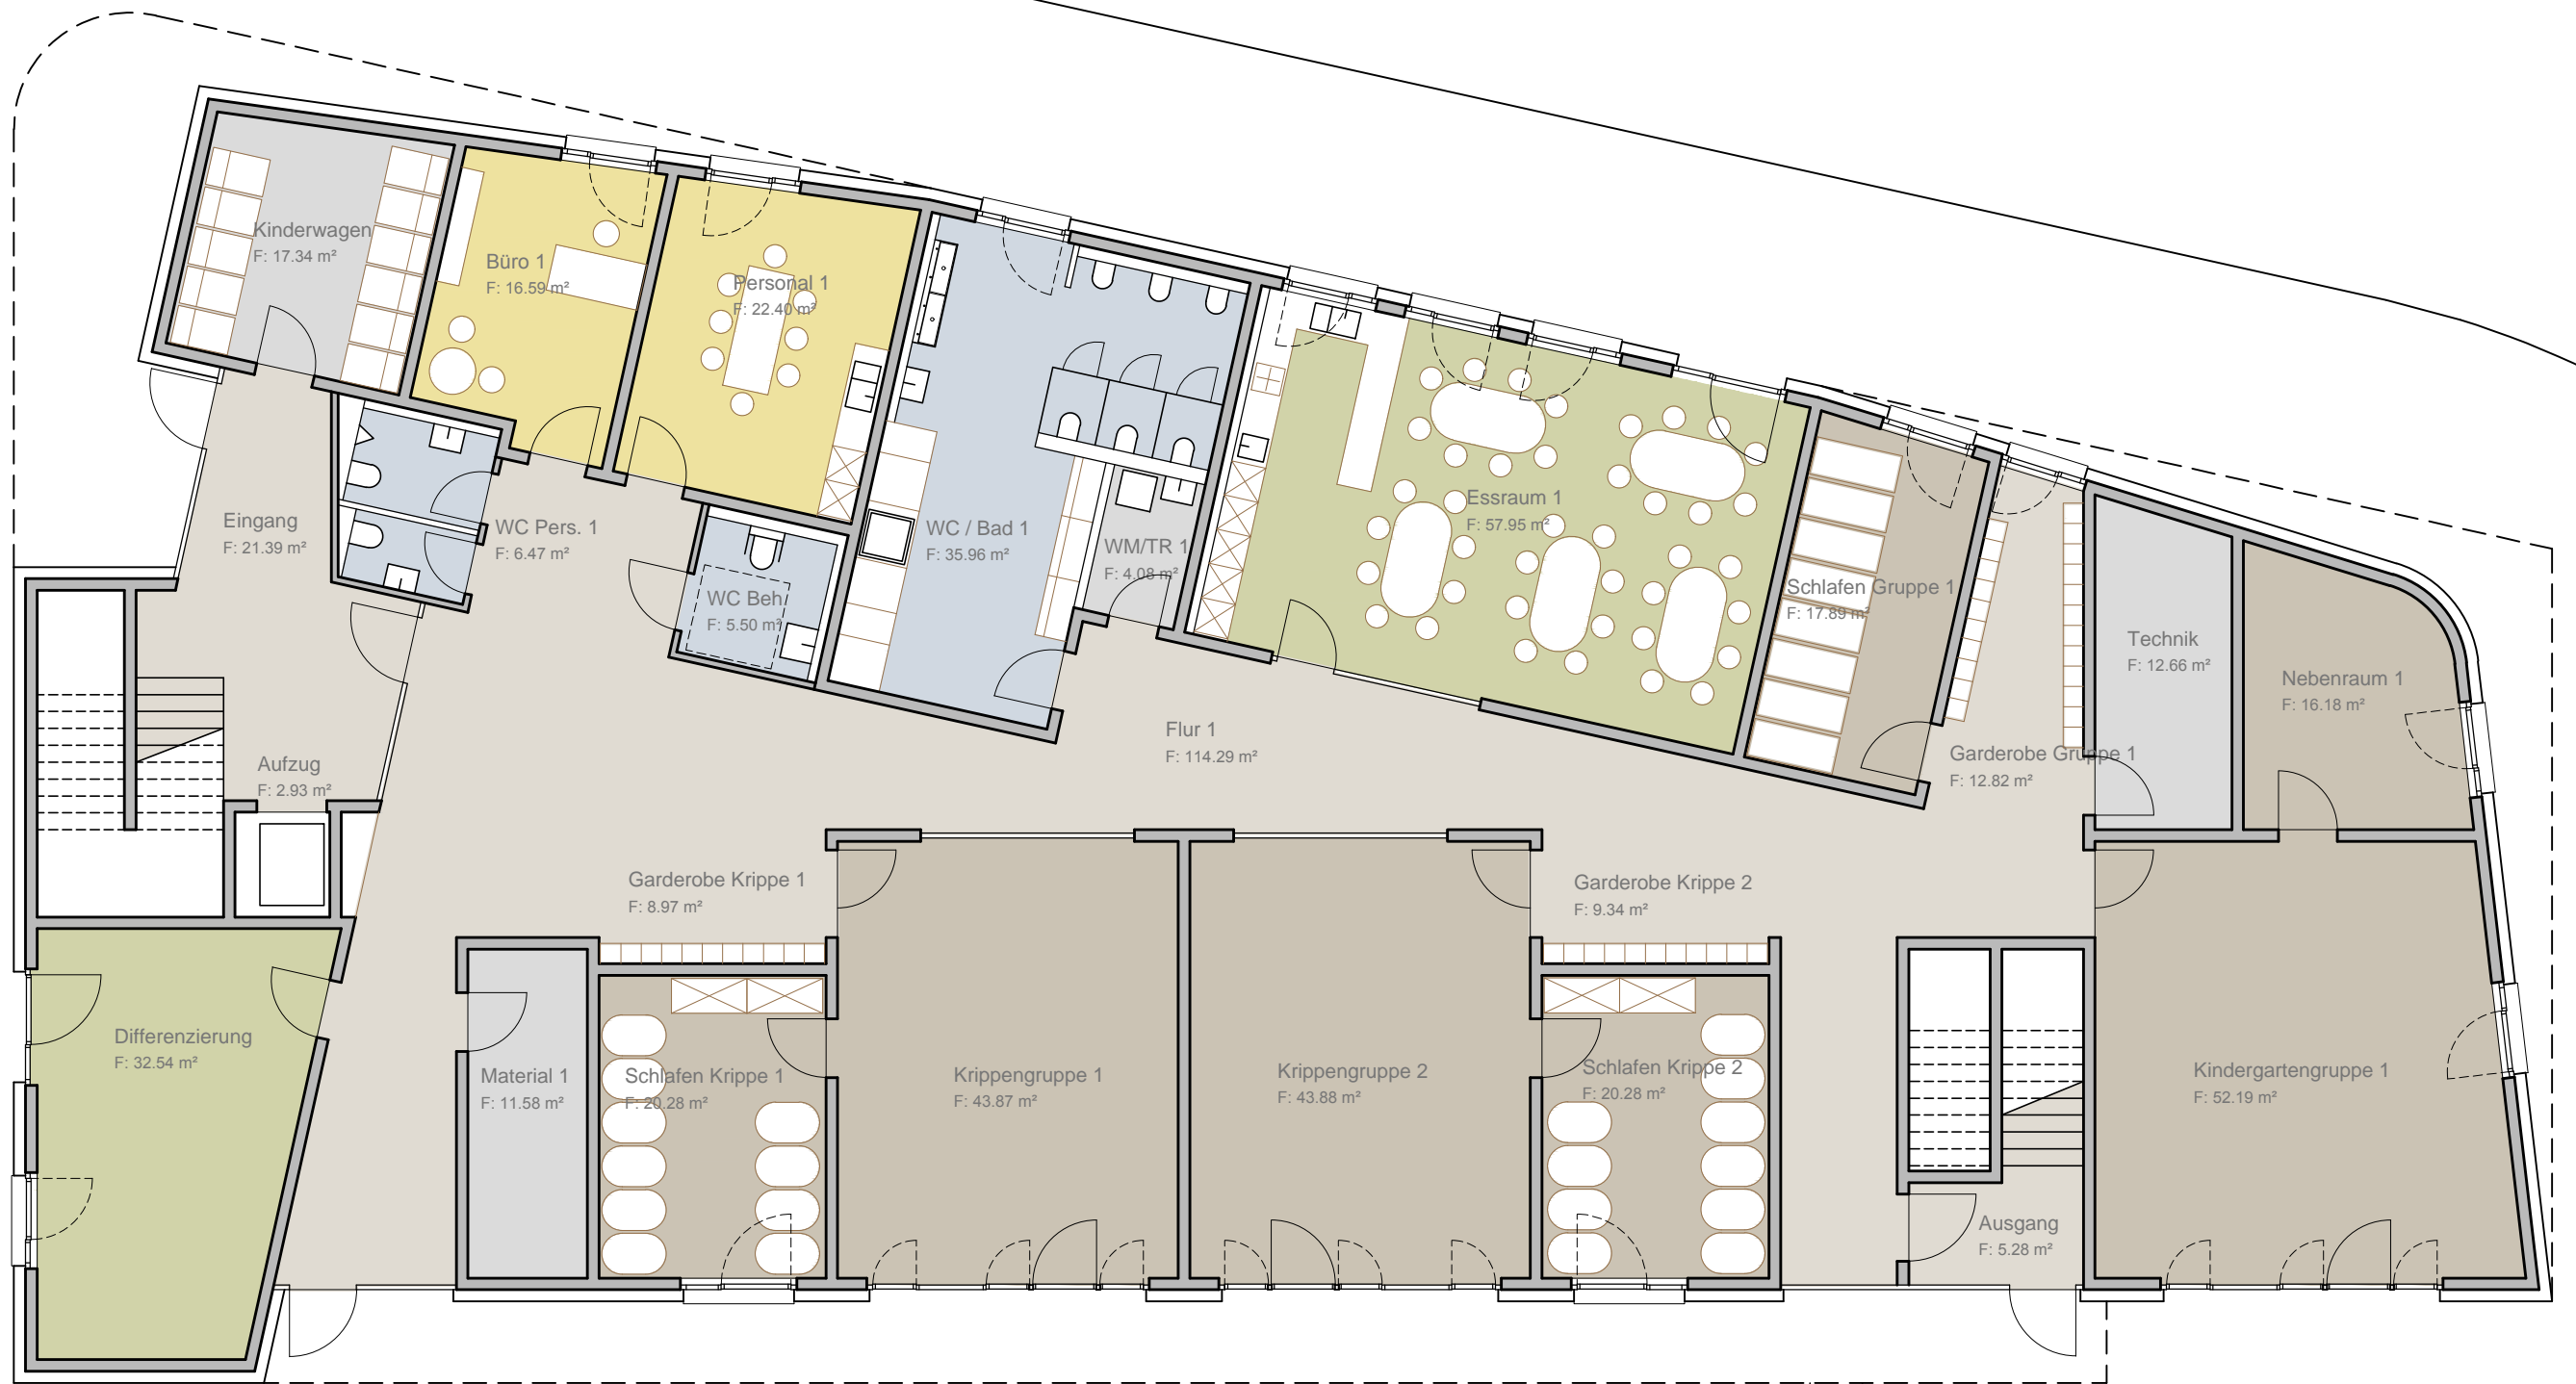 Kinderwagen
F: 17.34 m²
Büro 1
F: 16.59 m²
Personal 1
F: 22.40 m²
Eingang
F: 21.39 m²
WC Pers. 1
F: 6.47 m²
WC Beh.
F: 5.50 m²
WC / Bad 1
F: 35.96 m²
WM/TR 1
F: 4.08 m²
Essraum 1
F: 57.95 m²
Schlafen Gruppe 1
F: 17.89 m²
Technik
F: 12.66 m²
Nebenraum 1
F: 16.18 m²
Aufzug
F: 2.93 m²
Flur 1
F: 114.29 m²
Garderobe Gruppe 1
F: 12.82 m²
Garderobe Krippe 1
F: 8.97 m²
Garderobe Krippe 2
F: 9.34 m²
Differenzierung
F: 32.54 m²
Material 1
F: 11.58 m²
Schlafen Krippe 1
F: 20.28 m²
Krippengruppe 1
F: 43.87 m²
Krippengruppe 2
F: 43.88 m²
Schlafen Krippe 2
F: 20.28 m²
Kindergartengruppe 1
F: 52.19 m²
Ausgang
F: 5.28 m²